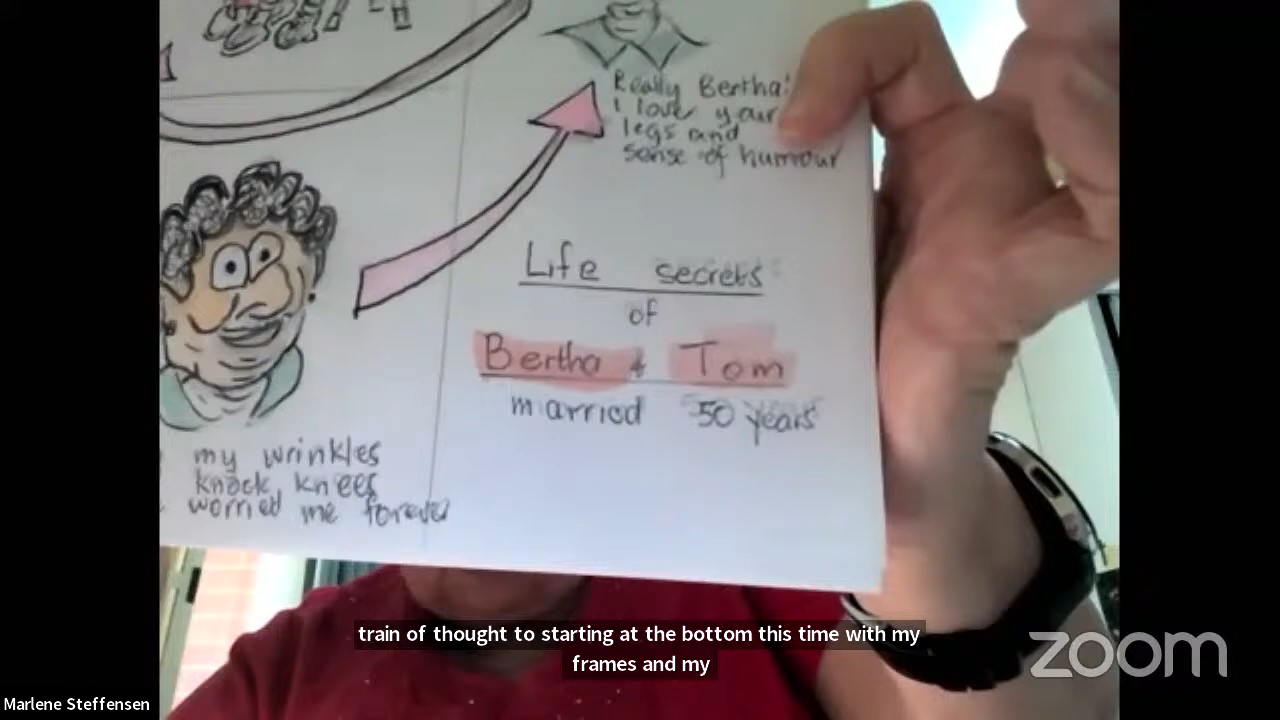 Really Bertha!
I love your
legs and
sense of humour
Life secrets
of
Bertha & Tom
married 50 years
my wrinkles
knock knees
worried me forever
train of thought to starting at the bottom this time with my
frames and my
zoom
Marlene Steffensen